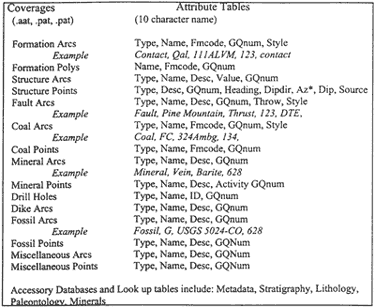 Coverages Attribute Tables
(.aat, .pat, .pat) (10 character name)
Formation Arcs Type, Name, Fmcode, GQnum, Style
Example Contact, Qal, 111ALVM, 123, contact
Formation Polys Name, Fmcode, GQnum
Structure Arcs Type, Name, Desc, Value, GQnum
Structure Points Type, Desc, GQnum, Heading, Dipdir, Az*, Dip, Source
Fault Arcs Type, Name, Desc, GQnum, Throw, Style
Example Fault, Pine Mountain, Thrust, 123, DTE,
Coal Arcs Type, Name, Fmcode, GQnum, Style
Example Coal, FC, 324Ambg, 134,
Coal Points Type, Name, Fmcode, GQnum
Mineral Arcs Type, Name, Desc, GQnum
Example Mineral, Vein, Barite, 628
Mineral Points Type, Name, Desc, Activity GQnum
Drill Holes Type, Name, ID, GQnum
Dike Arcs Type, Name, Desc, GQnum
Fossil Arcs Type, Name, Desc, GQnum
Example Fossil, G, USGS 5024-CO, 628
Fossil Points Type, Name, Desc, GQNum
Miscellaneous Arcs Type, Name, Desc, GQNum
Miscellaneous Points Type, Name, Desc, GQNum
Accessory Databases and Look up tables include: Metadata, Stratigraphy, Lithology,
Paleontology, Minerals